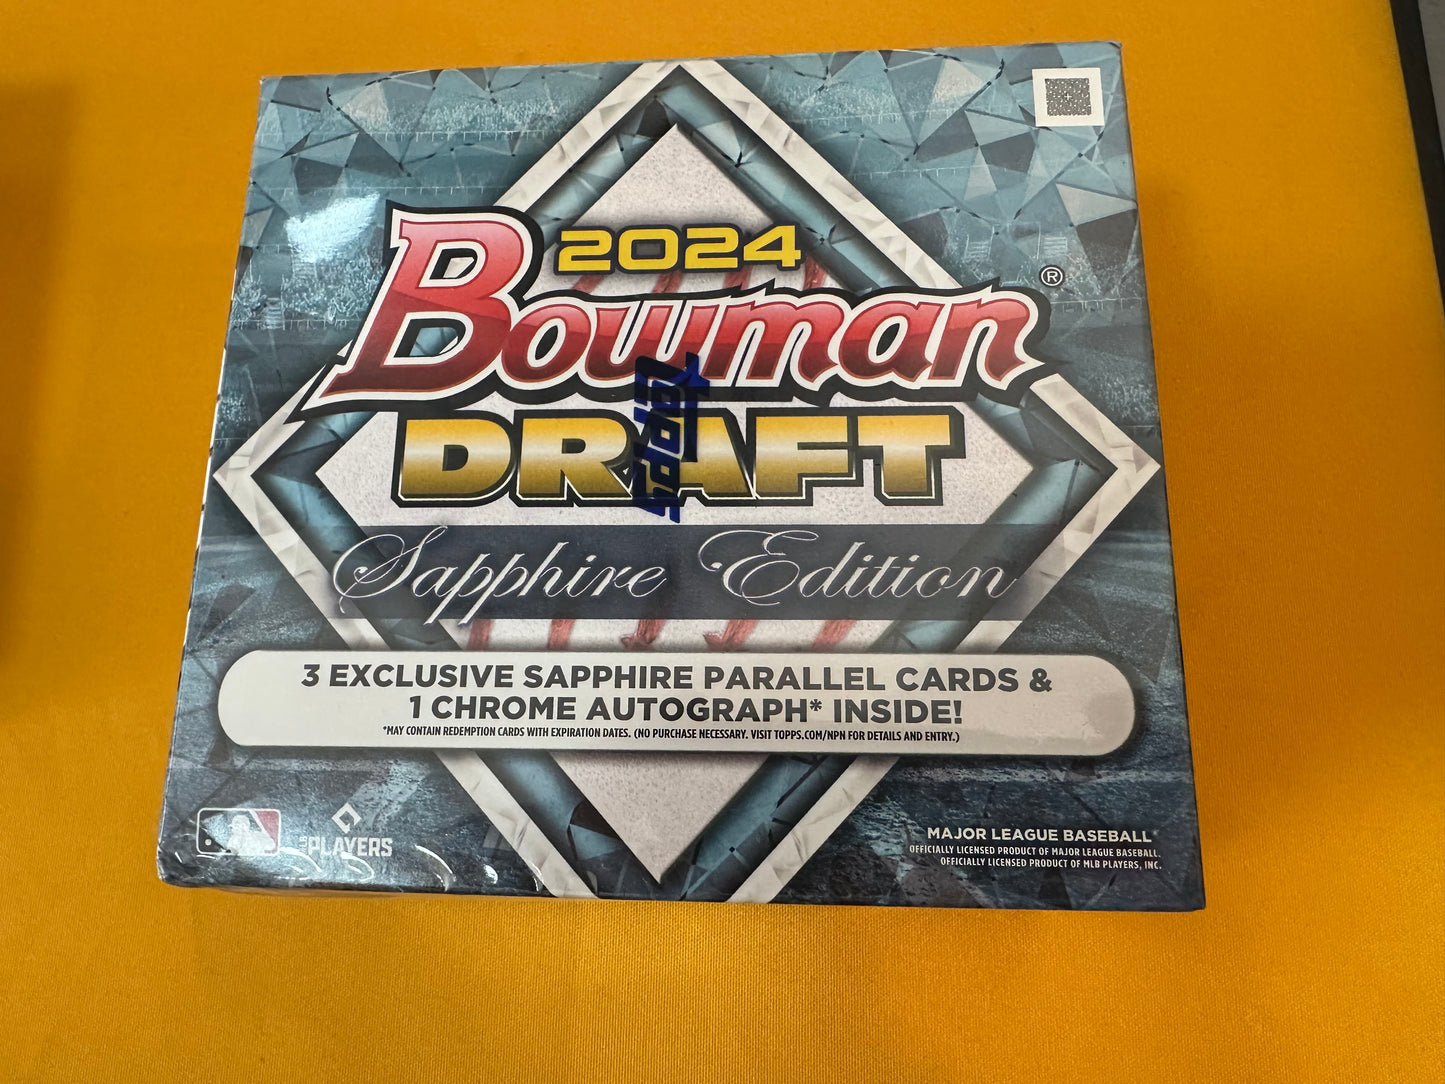 2024
Bowman®
DRAFT
Topps
Sapphire Edition
3 EXCLUSIVE SAPPHIRE PARALLEL CARDS &
1 CHROME AUTOGRAPH* INSIDE!
*MAY CONTAIN REDEMPTION CARDS WITH EXPIRATION DATES. (NO PURCHASE NECESSARY. VISIT TOPPS.COM/NPN FOR DETAILS AND ENTRY.)
MLB PLAYERS
MAJOR LEAGUE BASEBALL
OFFICIALLY LICENSED PRODUCT OF MAJOR LEAGUE BASEBALL.
OFFICIALLY LICENSED PRODUCT OF MLB PLAYERS, INC.